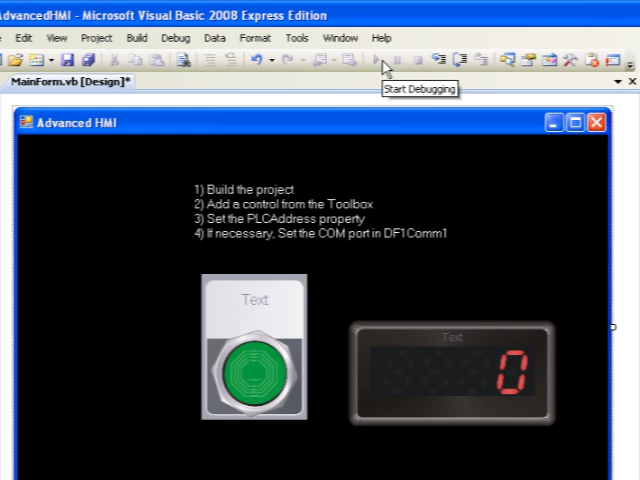 AdvancedHMI - Microsoft Visual Basic 2008 Express Edition
Edit View Project Build Debug Data Format Tools Window Help
Start Debugging
MainForm.vb [Design]*
Advanced HMI
1) Build the project
2) Add a control from the Toolbox
3) Set the PLCAddress property
4) If necessary, Set the COM port in DF1Comm1
Text
Text
0